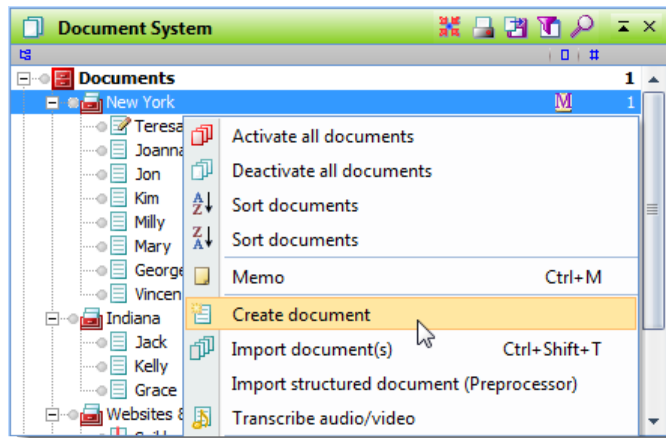 Document System
Documents 1
New York M 1
Teresa
Activate all documents
Joanna
Jon
Deactivate all documents
Kim
Sort documents
Milly
Mary
Sort documents
George
Memo Ctrl+M
Vincen
Indiana
Create document
Jack
Import document(s) Ctrl+Shift+T
Kelly
Import structured document (Preprocessor)
Grace
Websites &
Transcribe audio/video